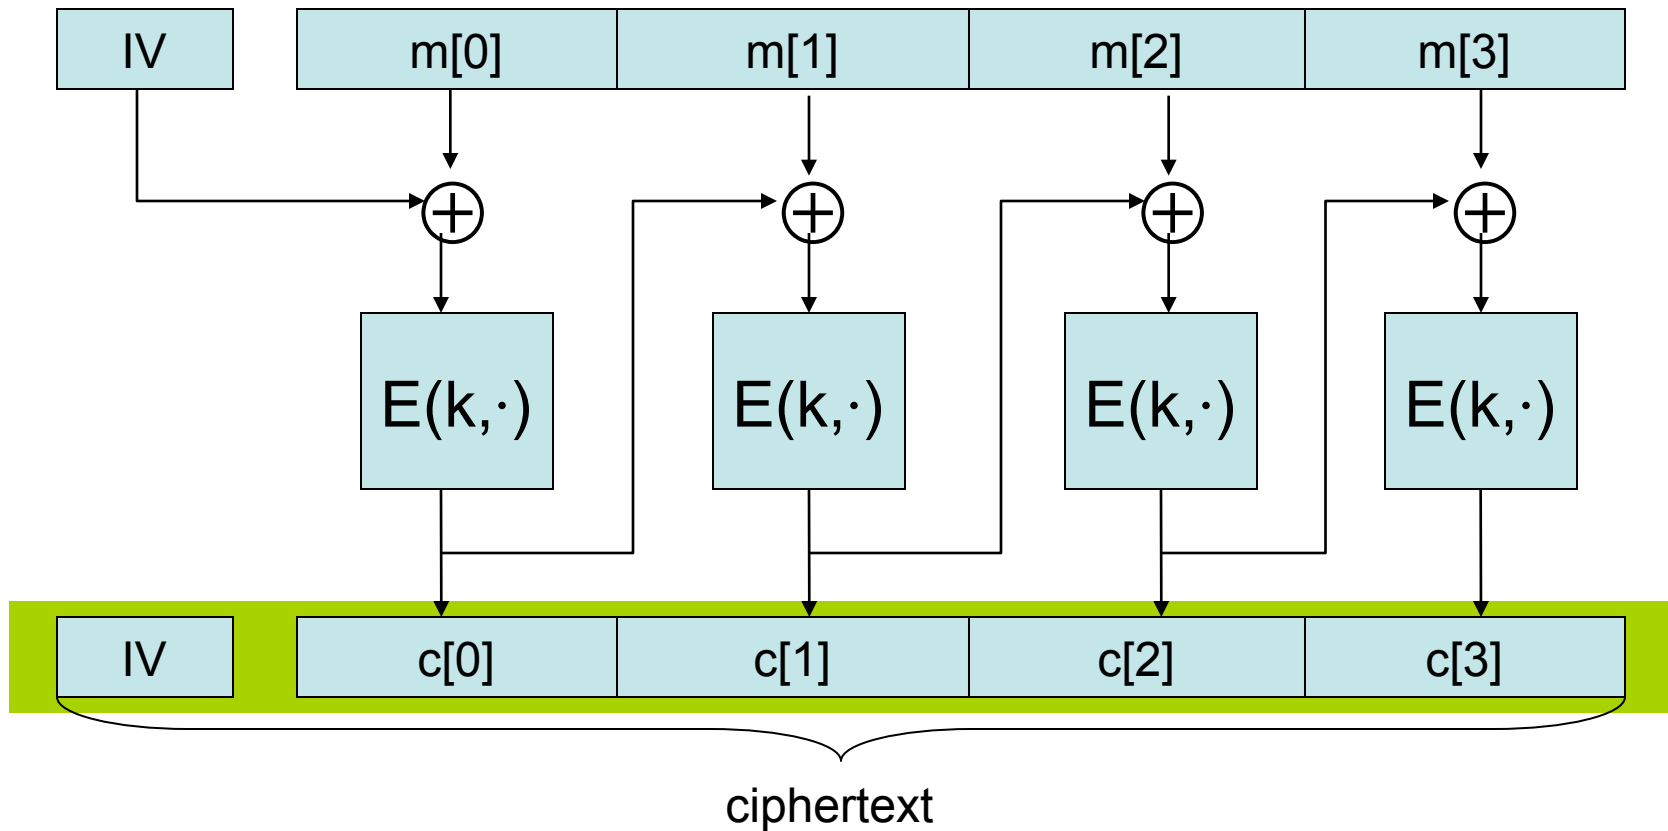 IV m[0] m[1] m[2] m[3]
E(k,·) E(k,·) E(k,·) E(k,·)
IV c[0] c[1] c[2] c[3]
ciphertext